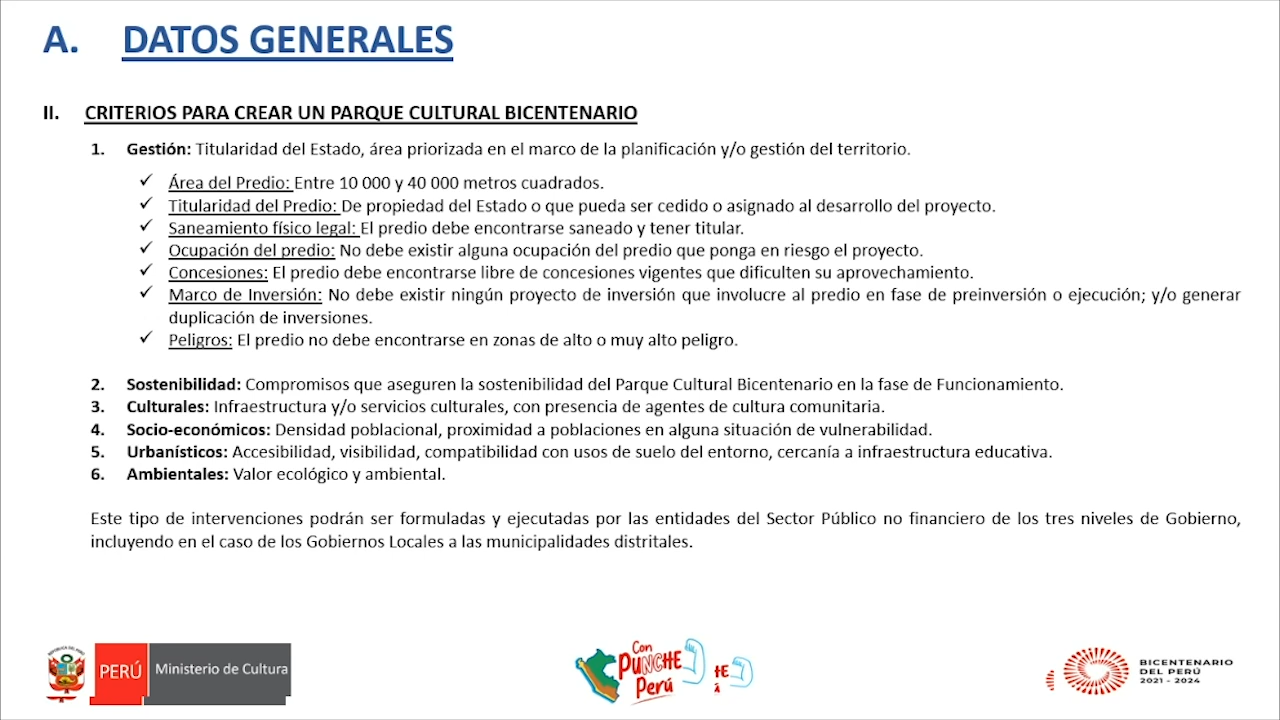 A. DATOS GENERALES
II. CRITERIOS PARA CREAR UN PARQUE CULTURAL BICENTENARIO
1. Gestión: Titularidad del Estado, área priorizada en el marco de la planificación y/o gestión del territorio.
✓ Área del Predio: Entre 10 000 y 40 000 metros cuadrados.
✓ Titularidad del Predio: De propiedad del Estado o que pueda ser cedido o asignado al desarrollo del proyecto.
✓ Saneamiento físico legal: El predio debe encontrarse saneado y tener titular.
✓ Ocupación del predio: No debe existir alguna ocupación del predio que ponga en riesgo el proyecto.
✓ Concesiones: El predio debe encontrarse libre de concesiones vigentes que dificulten su aprovechamiento.
✓ Marco de Inversión: No debe existir ningún proyecto de inversión que involucre al predio en fase de preinversión o ejecución; y/o generar
duplicación de inversiones.
✓ Peligros: El predio no debe encontrarse en zonas de alto o muy alto peligro.
2. Sostenibilidad: Compromisos que aseguren la sostenibilidad del Parque Cultural Bicentenario en la fase de Funcionamiento.
3. Culturales: Infraestructura y/o servicios culturales, con presencia de agentes de cultura comunitaria.
4. Socio-económicos: Densidad poblacional, proximidad a poblaciones en alguna situación de vulnerabilidad.
5. Urbanísticos: Accesibilidad, visibilidad, compatibilidad con usos de suelo del entorno, cercanía a infraestructura educativa.
6. Ambientales: Valor ecológico y ambiental.
Este tipo de intervenciones podrán ser formuladas y ejecutadas por las entidades del Sector Público no financiero de los tres niveles de Gobierno,
incluyendo en el caso de los Gobiernos Locales a las municipalidades distritales.
PERÚ Ministerio de Cultura
Con
PUNCHE
Perú
BICENTENARIO
DEL PERÚ
2021 - 2024